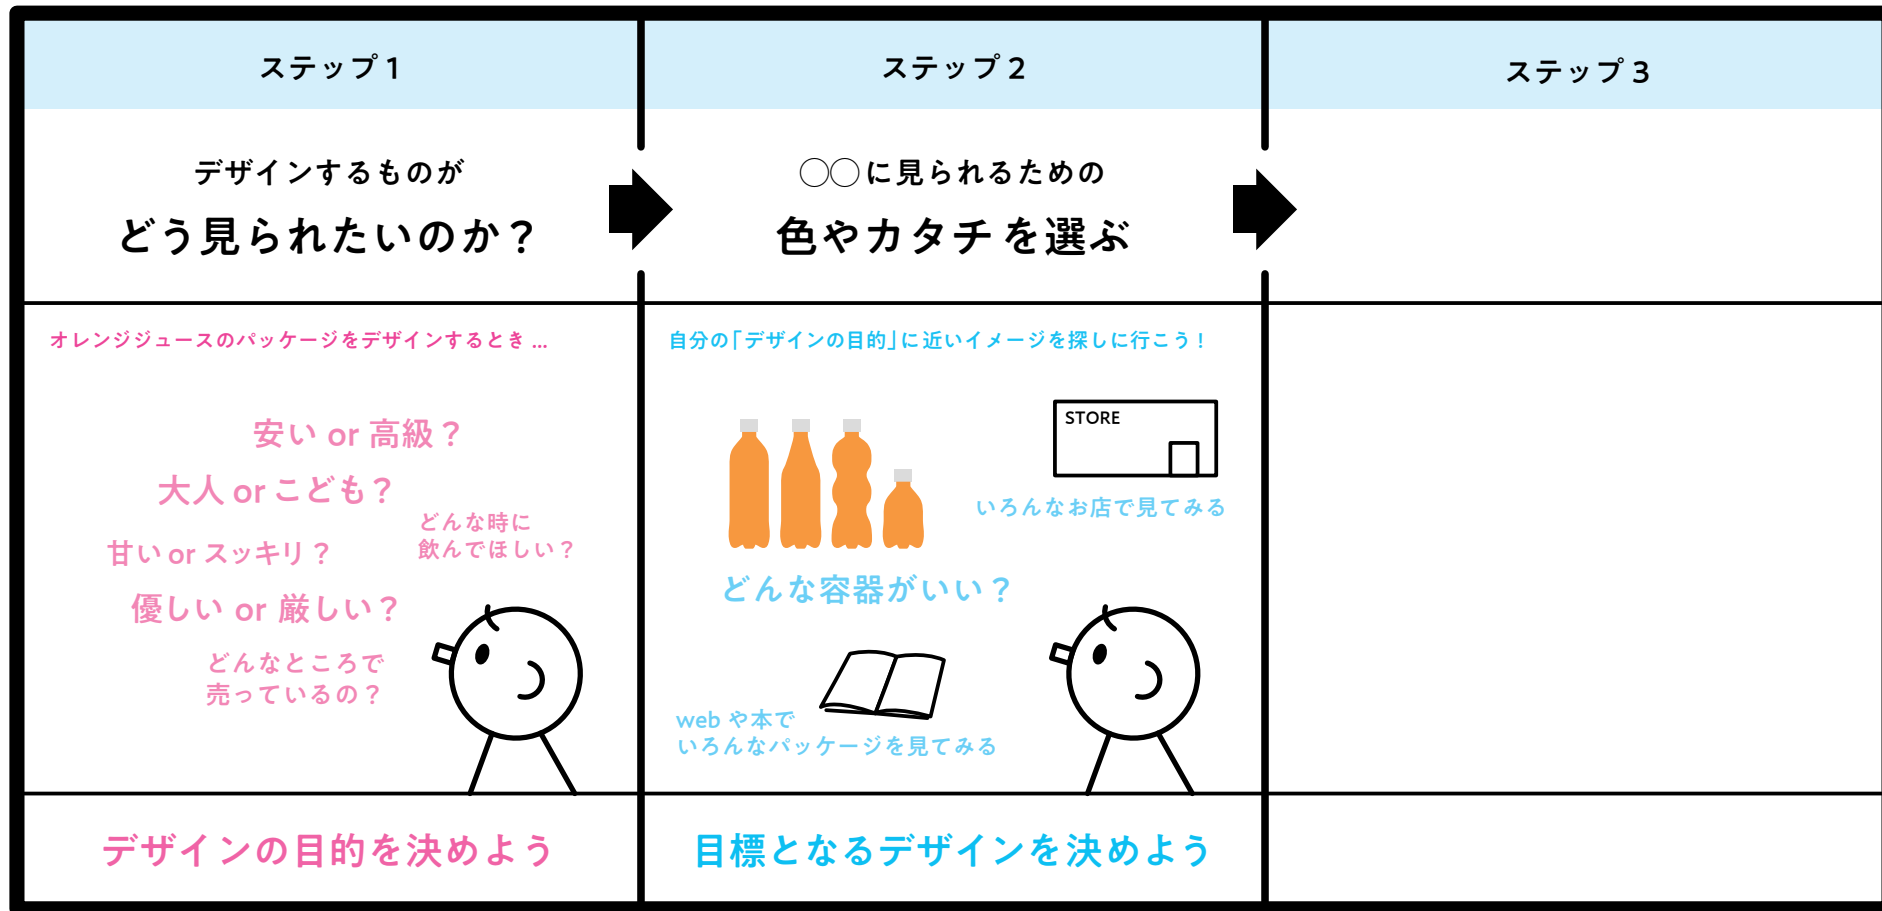 ステップ1
ステップ2
ステップ3
デザインするものが
どう見られたいのか？
◯◯に見られるための
色やカタチを選ぶ
オレンジジュースのパッケージをデザインするとき...
安い or 高級？
大人 or こども？
どんな時に
飲んでほしい？
甘い or スッキリ？
優しい or 厳しい？
どんなところで
売っているの？
自分の「デザインの目的」に近いイメージを探しに行こう！
STORE
いろんなお店で見てみる
どんな容器がいい？
webや本で
いろんなパッケージを見てみる
デザインの目的を決めよう
目標となるデザインを決めよう